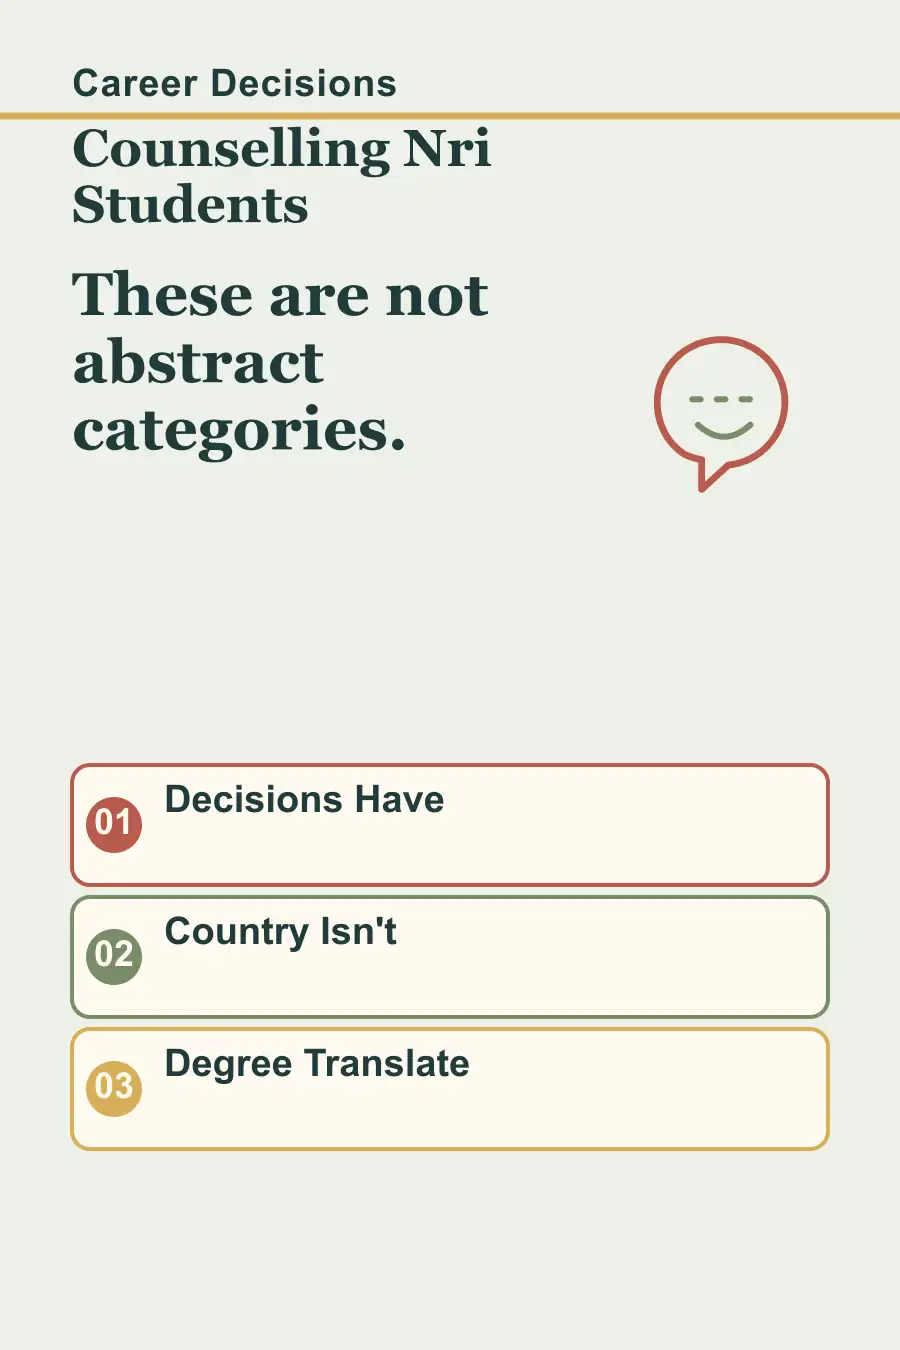 Career Decisions
Counselling Nri
Students
These are not
abstract
categories.
01
Decisions Have
02
Country Isn't
03
Degree Translate